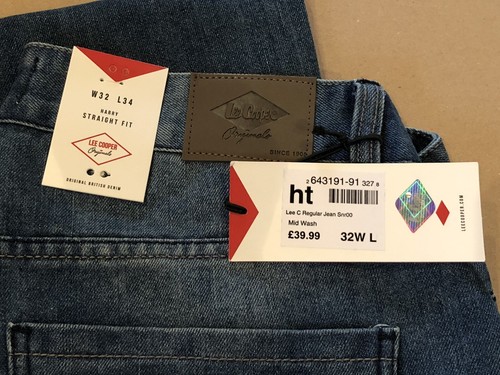 W32 L34
HARRY
STRAIGHT FIT
LEE COOPER
Originals
ORIGINAL BRITISH DENIM
Lee Cooper
Originals
SINCE 1908
2 643191-91 327 8
ht
Lee C Regular Jean Snr00
Mid Wash
£39.99 32W L
LEECOOPER.COM